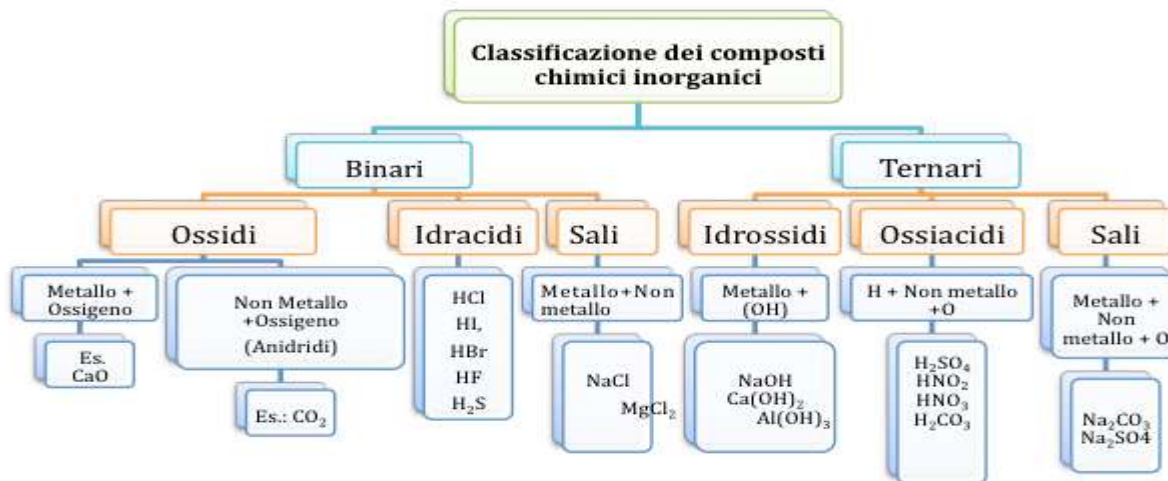 Classificazione dei composti
chimici inorganici
Binari
Ternari
Ossidi
Idracidi
Sali
Idrossidi
Ossiacidi
Sali
Metallo +
Ossigeno
Es.
CaO
Non Metallo
+Ossigeno
(Anidridi)
Es.: CO₂
HCl
HI,
HBr
HF
H₂S
Metallo+Non
metallo
NaCl
MgCl₂
Metallo +
(OH)
NaOH
Ca(OH)₂
Al(OH)₃
H + Non metallo
+O
H₂SO₄
HNO₂
HNO₃
H₂CO₃
Metallo +
Non
metallo + O
Na₂CO₃
Na₂SO4